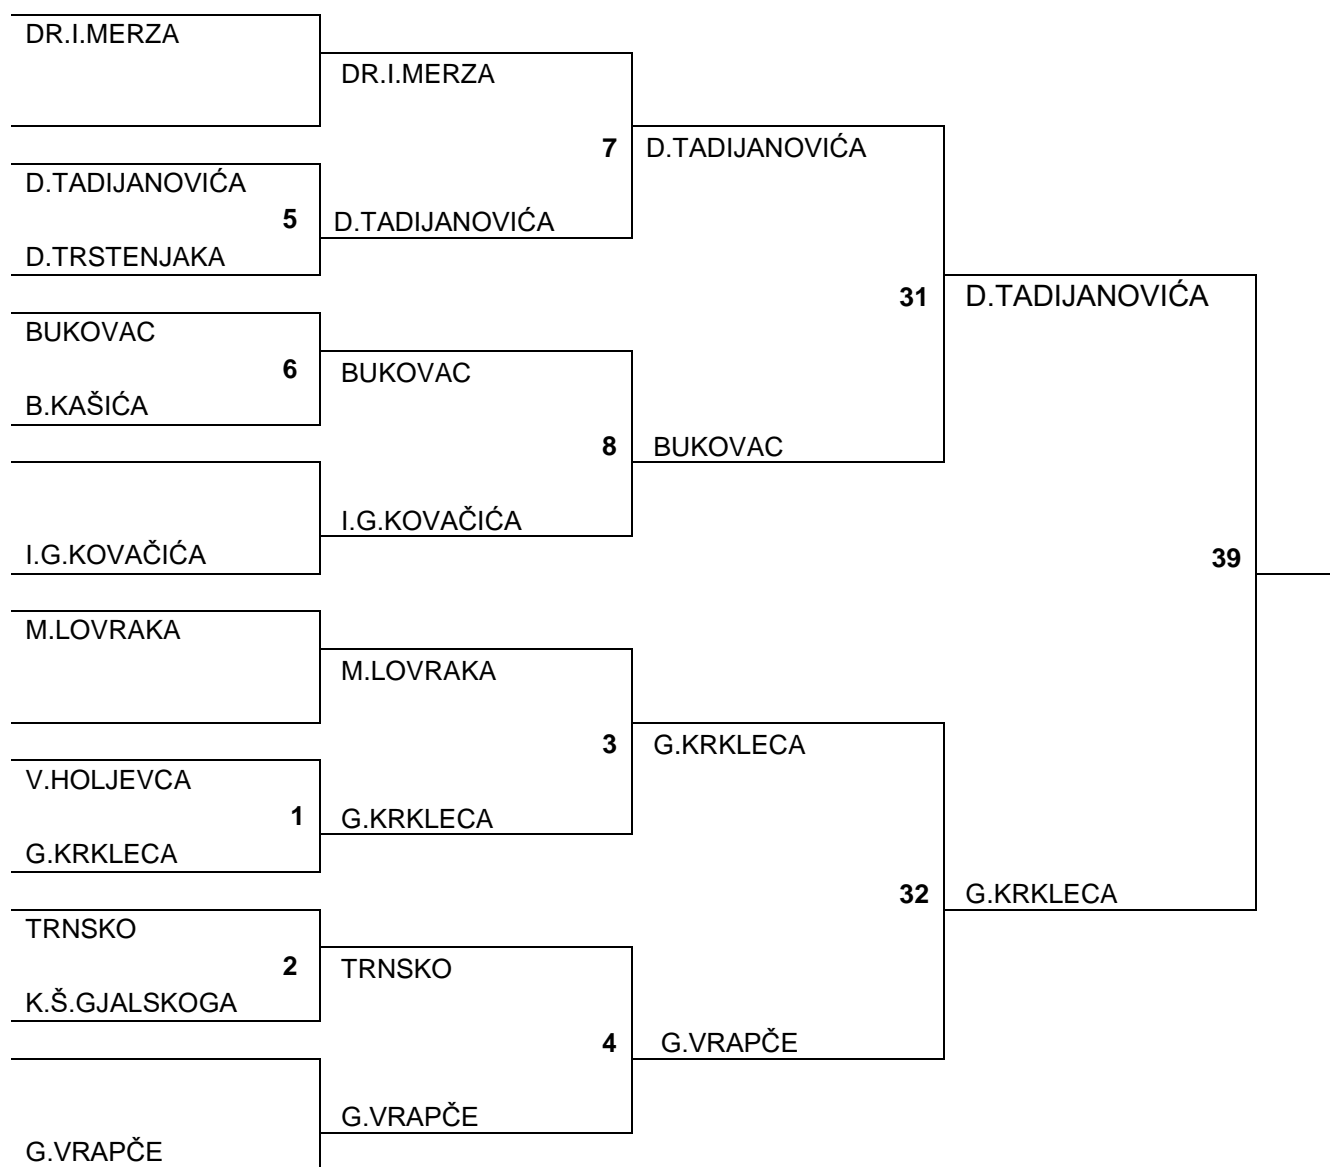 DR.I.MERZA
DR.I.MERZA
7 D.TADIJANOVIĆA
D.TADIJANOVIĆA
5 D.TADIJANOVIĆA
D.TRSTENJAKA
31 D.TADIJANOVIĆA
BUKOVAC
6 BUKOVAC
B.KAŠIĆA
8 BUKOVAC
I.G.KOVAČIĆA
I.G.KOVAČIĆA
39
M.LOVRAKA
M.LOVRAKA
3 G.KRKLECA
V.HOLJEVCA
1 G.KRKLECA
G.KRKLECA
32 G.KRKLECA
TRNSKO
2 TRNSKO
K.Š.GJALSKOGA
4 G.VRAPČE
G.VRAPČE
G.VRAPČE